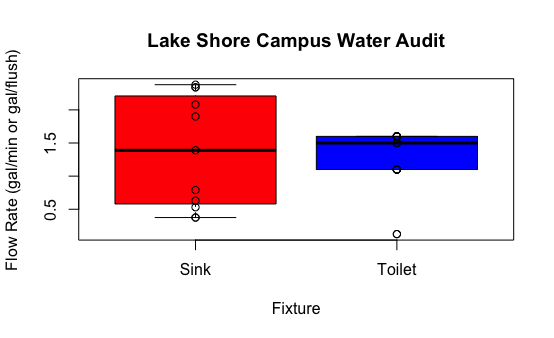 Lake Shore Campus Water Audit
Flow Rate (gal/min or gal/flush)
1.5
0.5
Sink Toilet
Fixture